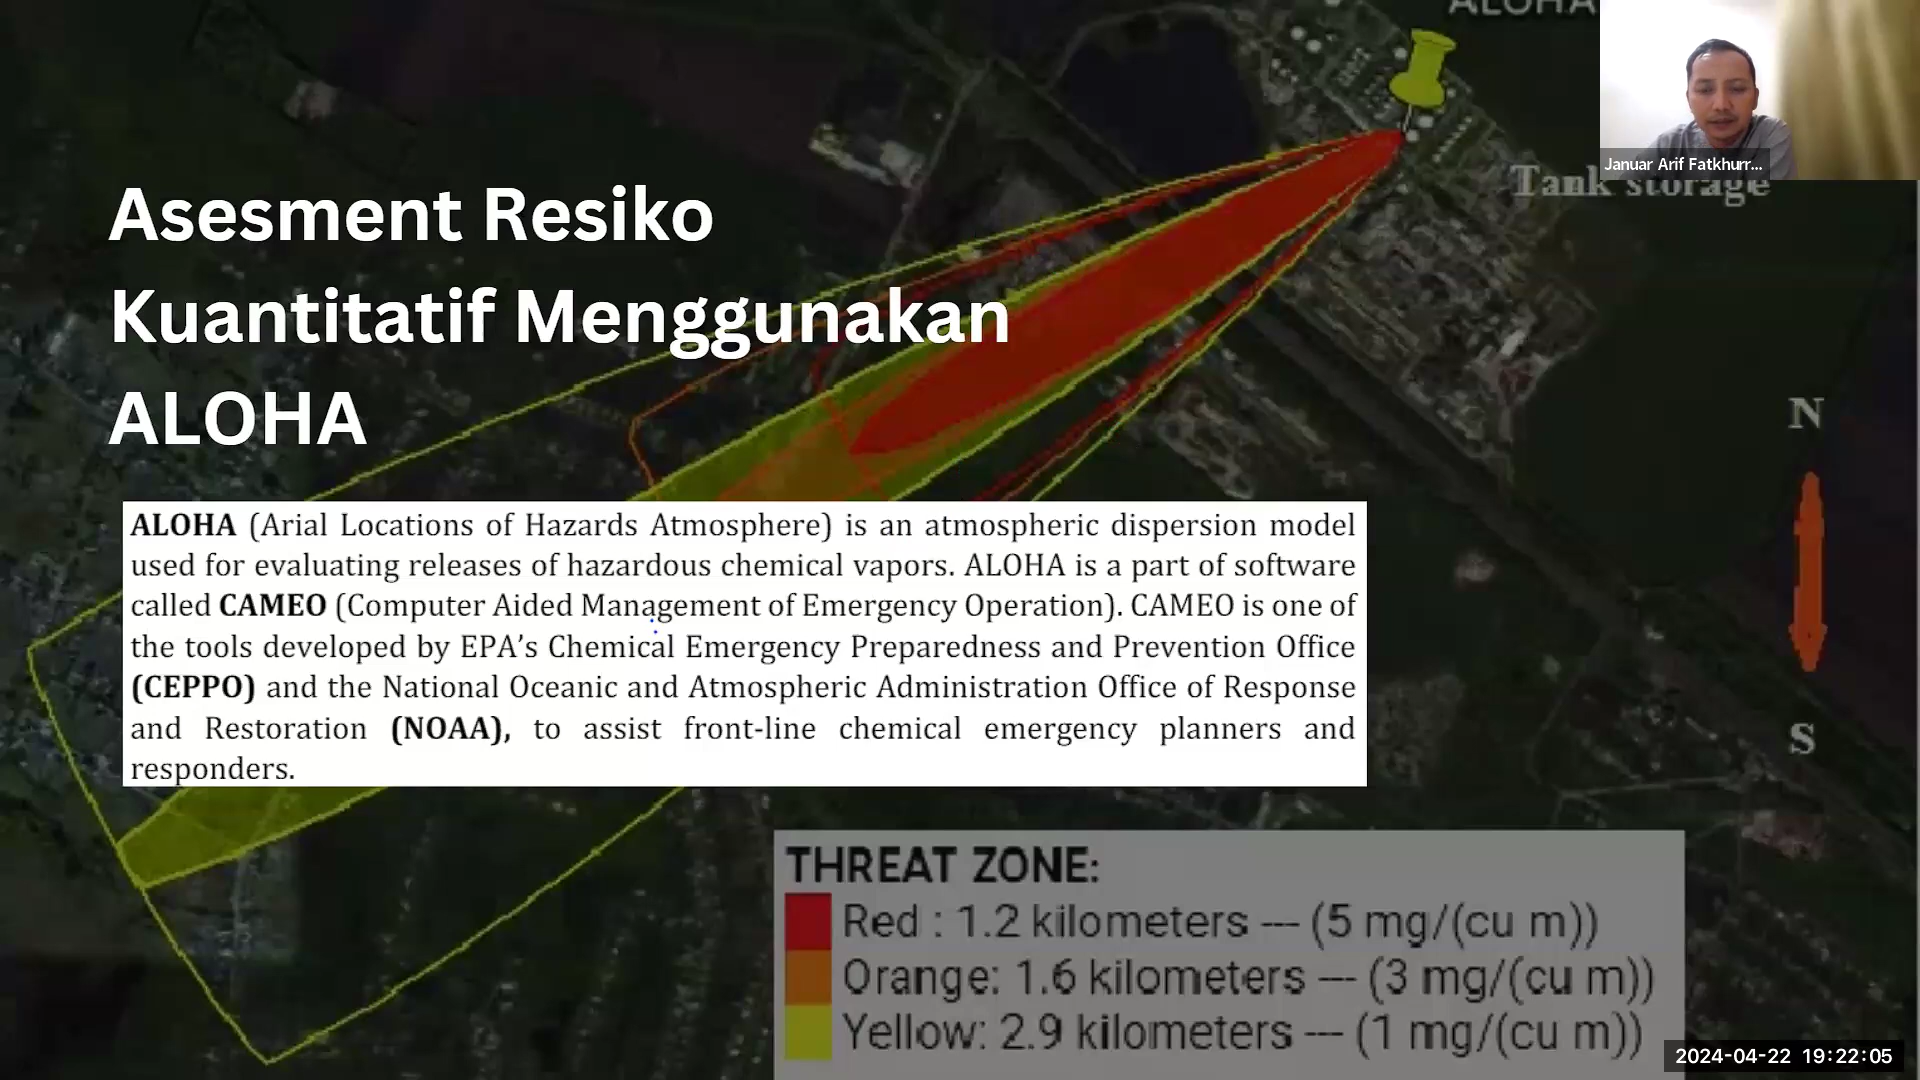 ALOHA
Januar Arif Fatkhurr...
Tank storage
Asesment Resiko
Kuantitatif Menggunakan
ALOHA
N
ALOHA (Arial Locations of Hazards Atmosphere) is an atmospheric dispersion model
used for evaluating releases of hazardous chemical vapors. ALOHA is a part of software
called CAMEO (Computer Aided Management of Emergency Operation). CAMEO is one of
the tools developed by EPA’s Chemical Emergency Preparedness and Prevention Office
(CEPPO) and the National Oceanic and Atmospheric Administration Office of Response
and Restoration (NOAA), to assist front-line chemical emergency planners and
responders.
S
THREAT ZONE:
Red : 1.2 kilometers --- (5 mg/(cu m))
Orange: 1.6 kilometers --- (3 mg/(cu m))
Yellow: 2.9 kilometers --- (1 mg/(cu m))
2024-04-22 19:22:05